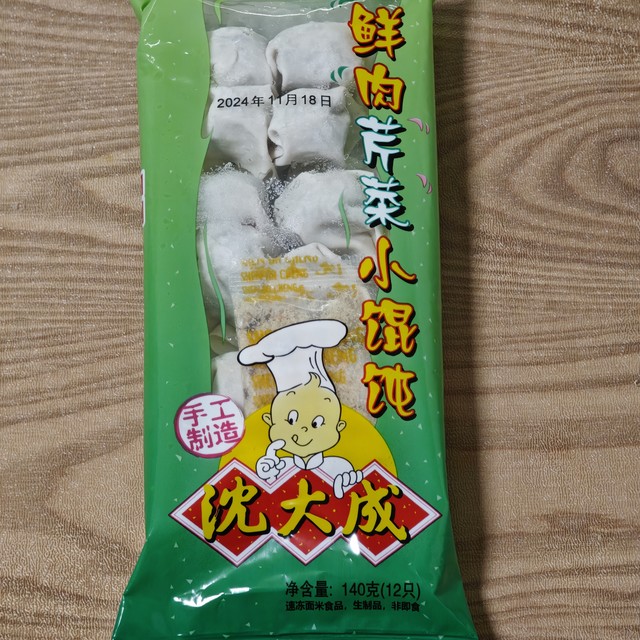 鲜肉芹菜小馄饨
2024年11月18日
手工
制造
沈大成
净含量: 140克(12只)
速冻面米食品，生制品，非即食